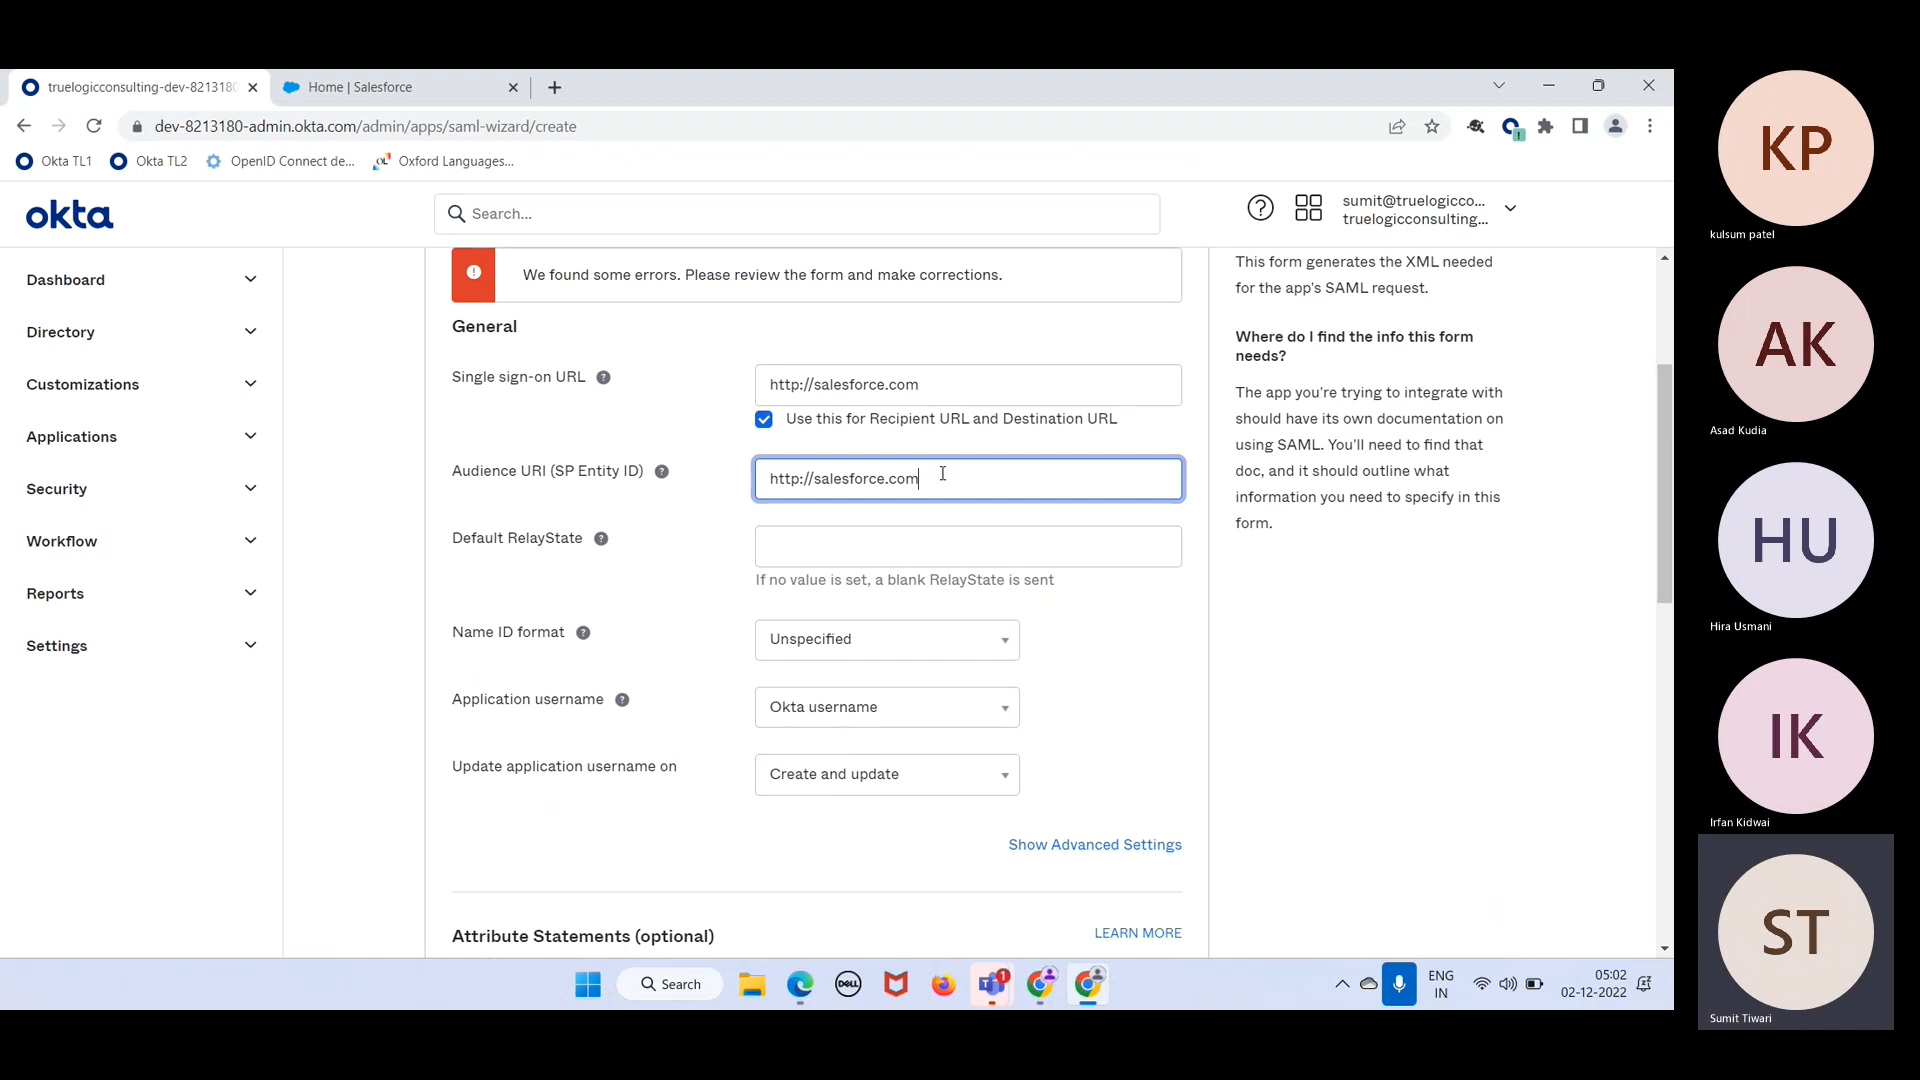 truelogicconsulting-dev-8213180
Home | Salesforce
dev-8213180-admin.okta.com/admin/apps/saml-wizard/create
Okta TL1
Okta TL2
OpenID Connect de...
Oxford Languages...
okta
Search...
sumit@truelogicco...
truelogicconsulting...
Dashboard
Directory
Customizations
Applications
Security
Workflow
Reports
Settings
We found some errors. Please review the form and make corrections.
General
Single sign-on URL
http://salesforce.com
Use this for Recipient URL and Destination URL
Audience URI (SP Entity ID)
http://salesforce.com
Default RelayState
If no value is set, a blank RelayState is sent
Name ID format
Unspecified
Application username
Okta username
Update application username on
Create and update
Show Advanced Settings
Attribute Statements (optional)
LEARN MORE
This form generates the XML needed
for the app's SAML request.
Where do I find the info this form
needs?
The app you're trying to integrate with
should have its own documentation on
using SAML. You'll need to find that
doc, and it should outline what
information you need to specify in this
form.
Search
DELL
1
ENG
IN
05:02
02-12-2022
KP
kulsum patel
AK
Asad Kudia
HU
Hira Usmani
IK
Irfan Kidwai
ST
Sumit Tiwari